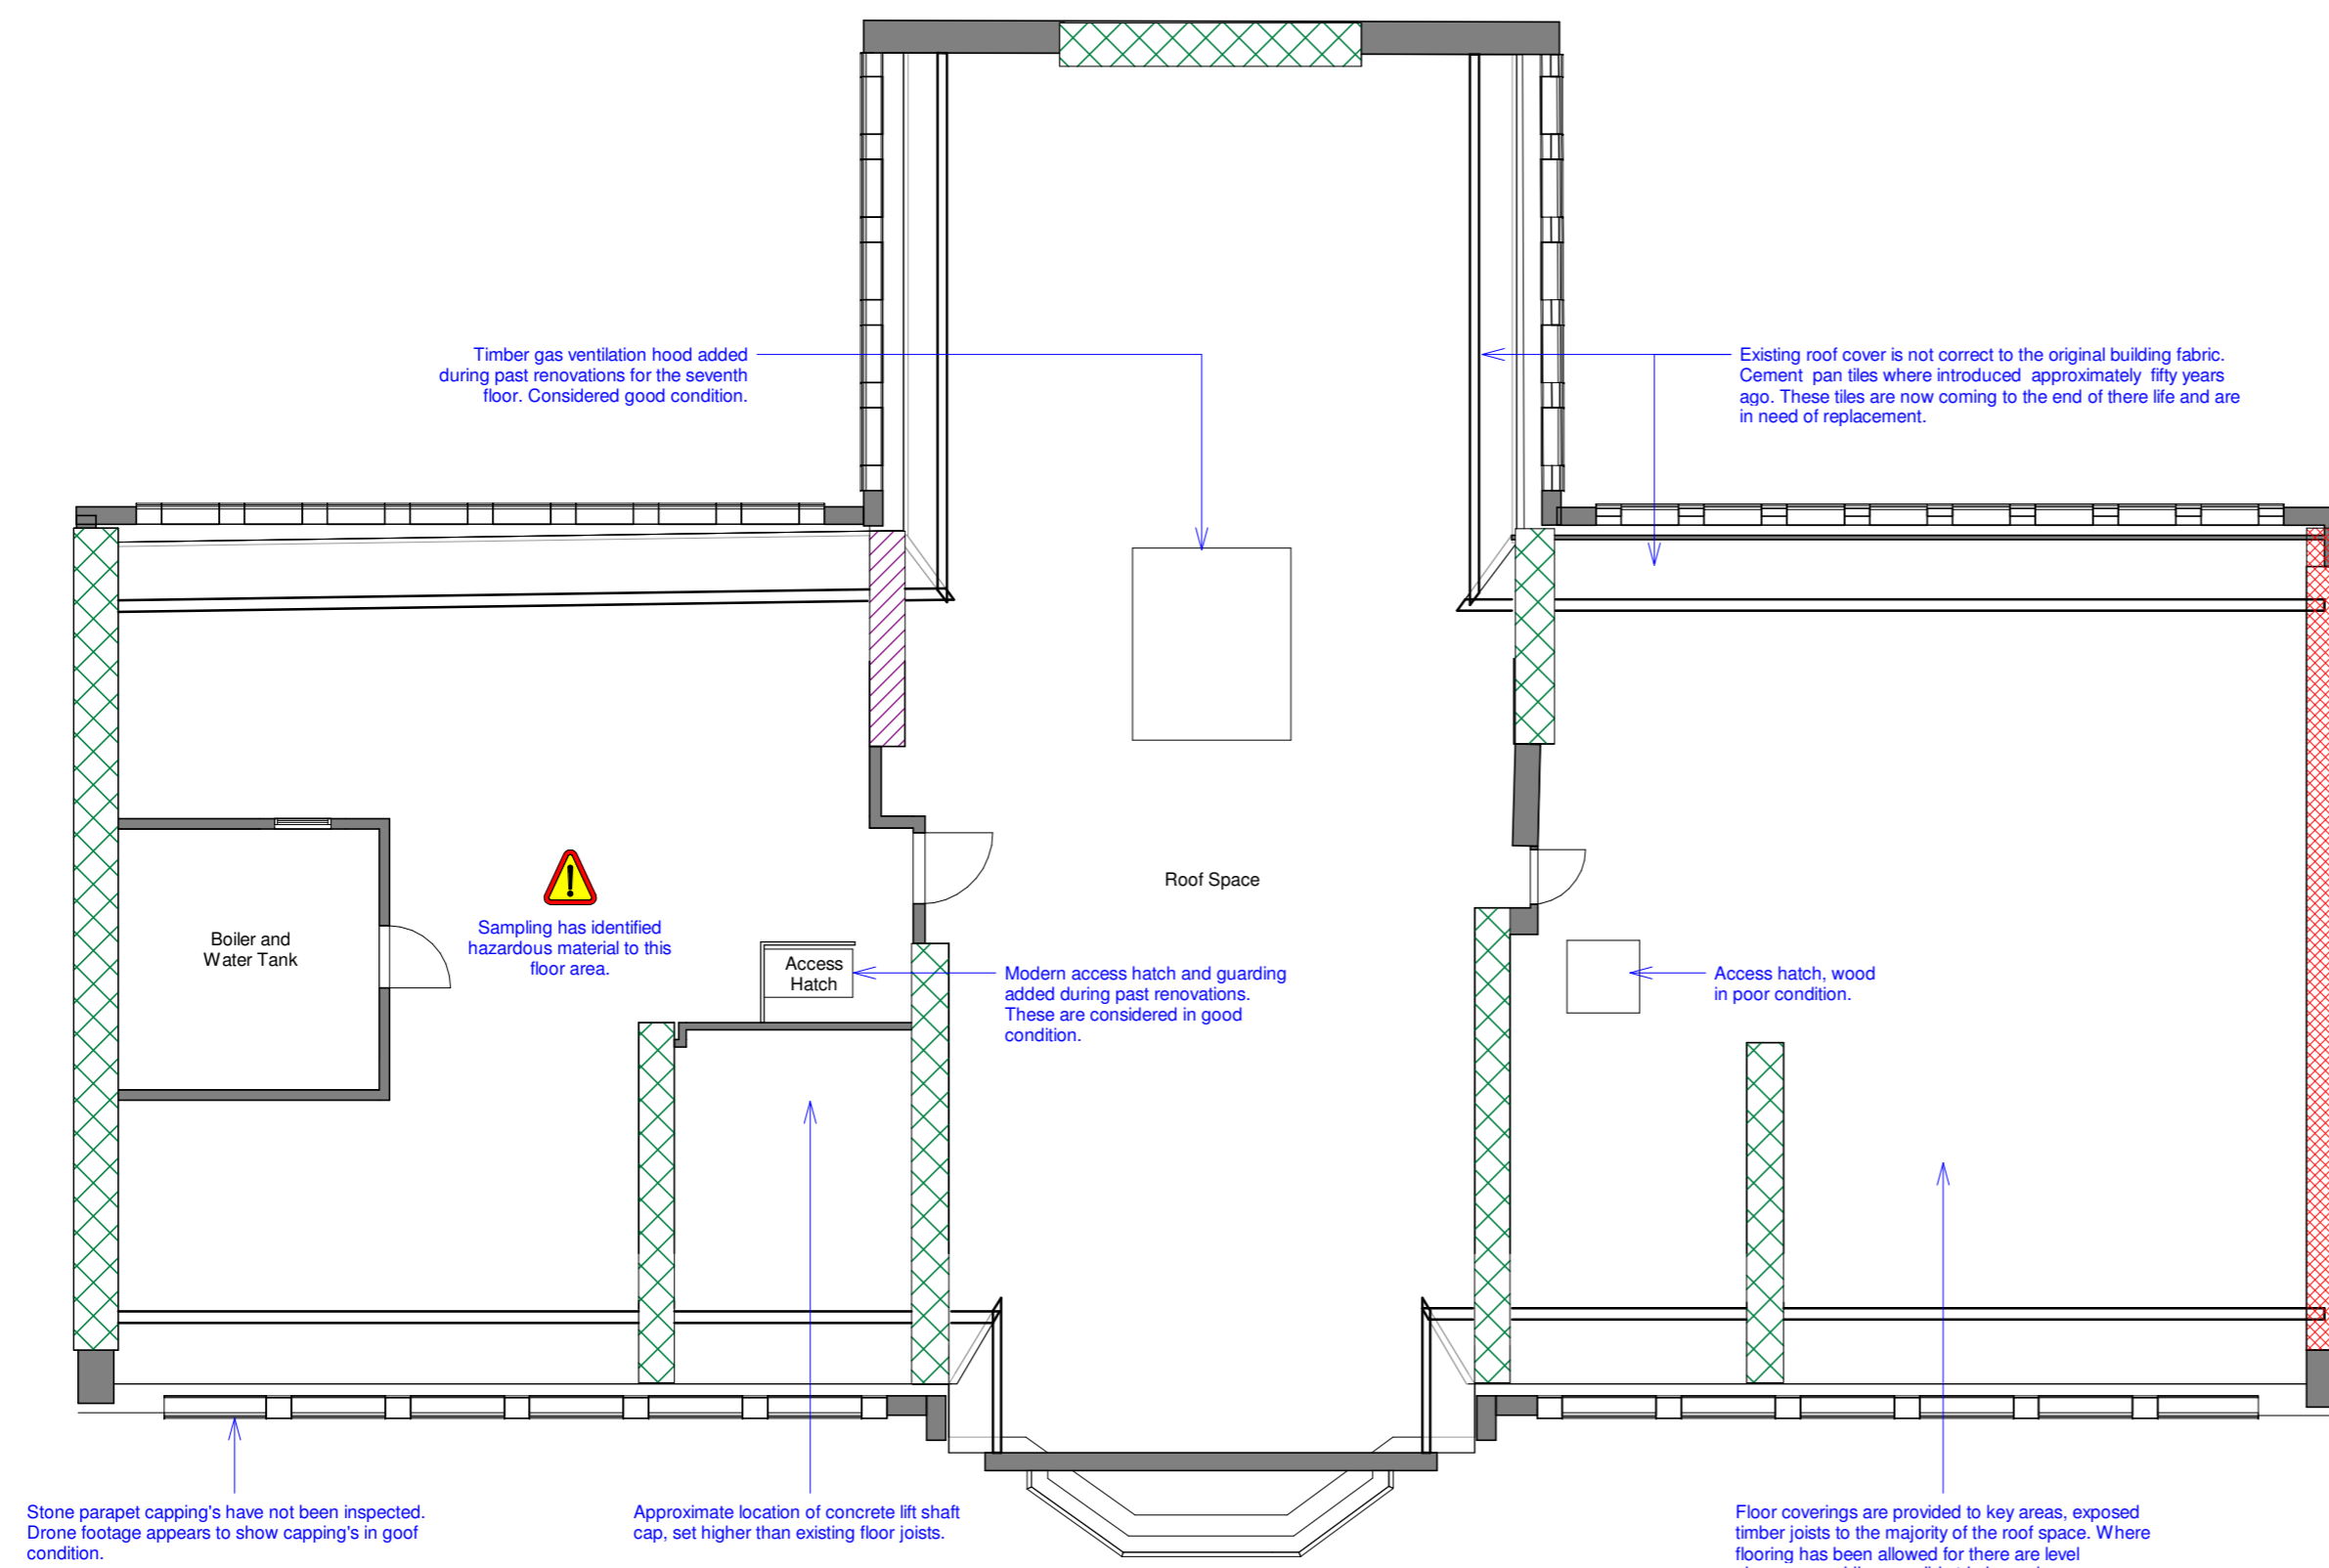 Timber gas ventilation hood added
during past renovations for the seventh
floor. Considered good condition.
Existing roof cover is not correct to the original building fabric.
Cement pan tiles where introduced approximately fifty years
ago. These tiles are now coming to the end of there life and are
in need of replacement.
Roof Space
Boiler and
Water Tank
Sampling has identified
hazardous material to this
floor area.
Access
Hatch
Modern access hatch and guarding
added during past renovations.
These are considered in good
condition.
Access hatch, wood
in poor condition.
Stone parapet capping's have not been inspected.
Drone footage appears to show capping's in goof
condition.
Approximate location of concrete lift shaft
cap, set higher than existing floor joists.
Floor coverings are provided to key areas, exposed
timber joists to the majority of the roof space. Where
flooring has been allowed for there are level